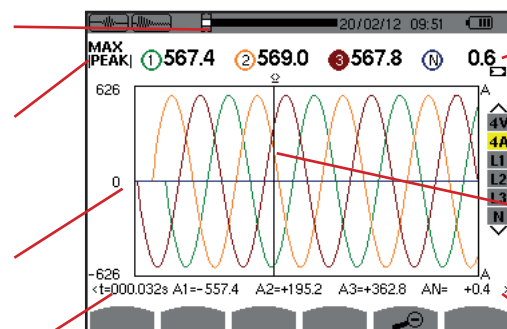 20/02/12 09:51
MAX
|PEAK| 1 567.4 2 569.0 3 567.8 N 0.6
626 A
4V
4A
L1
L2
0 L3
N
-626 A
<t=000.032s A1=-557.4 A2=+195.2 A3=+362.8 AN= +0.4 >